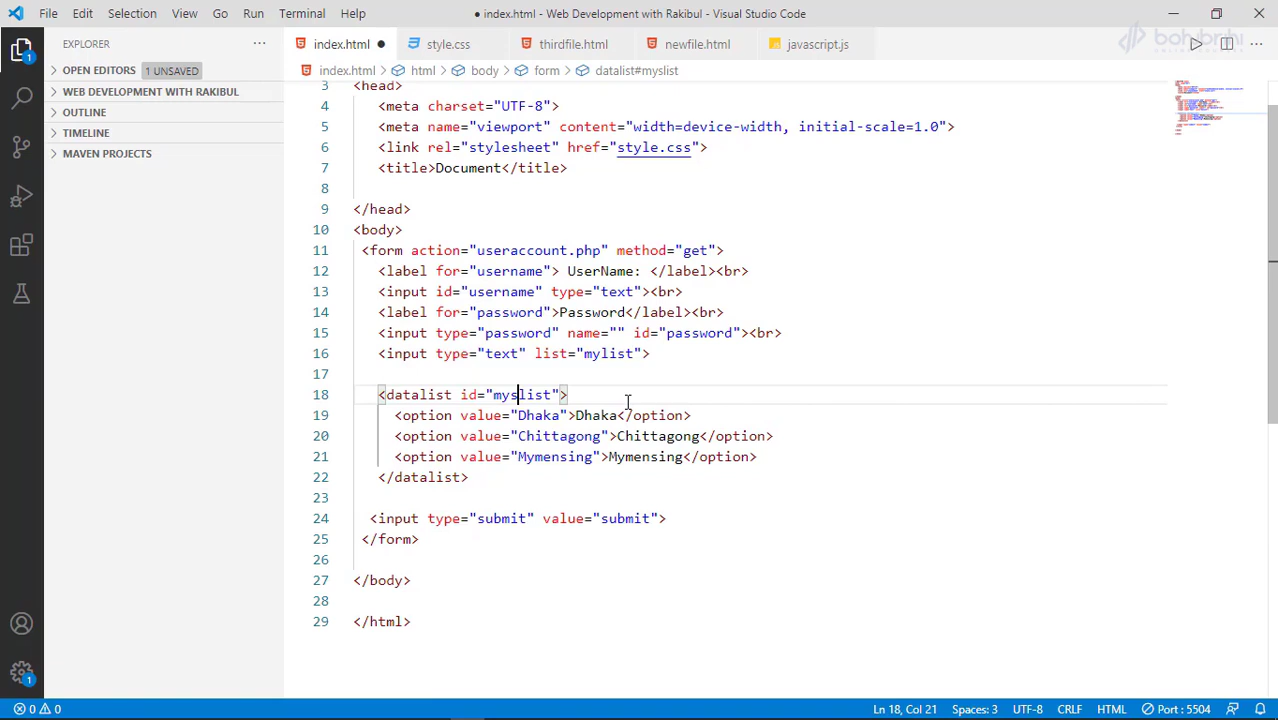 File Edit Selection View Go Run Terminal Help
● index.html - Web Development with Rakibul - Visual Studio Code
EXPLORER
OPEN EDITORS 1 UNSAVED
WEB DEVELOPMENT WITH RAKIBUL
OUTLINE
TIMELINE
MAVEN PROJECTS
1
1
index.html ● style.css thirdfile.html newfile.html javascript.js
bohubrihi
index.html > html > body > form > datalist#myslist
3 <head>
4 <meta charset="UTF-8">
5 <meta name="viewport" content="width=device-width, initial-scale=1.0">
6 <link rel="stylesheet" href="style.css">
7 <title>Document</title>
8
9 </head>
10 <body>
11 <form action="useraccount.php" method="get">
12 <label for="username"> UserName: </label><br>
13 <input id="username" type="text"><br>
14 <label for="password">Password</label><br>
15 <input type="password" name="" id="password"><br>
16 <input type="text" list="mylist">
17
18 <datalist id="myslist">
19 <option value="Dhaka">Dhaka</option>
20 <option value="Chittagong">Chittagong</option>
21 <option value="Mymensing">Mymensing</option>
22 </datalist>
23
24 <input type="submit" value="submit">
25 </form>
26
27 </body>
28
29 </html>
0 0 Ln 18, Col 21 Spaces: 3 UTF-8 CRLF HTML Port : 5504